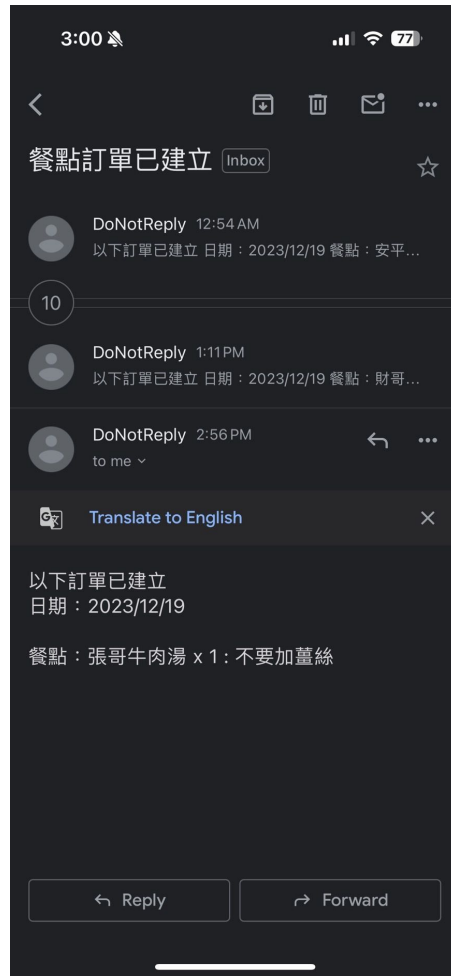 3:00
77
餐點訂單已建立 Inbox
DoNotReply 12:54 AM
以下訂單已建立 日期：2023/12/19 餐點：安平...
10
DoNotReply 1:11 PM
以下訂單已建立 日期：2023/12/19 餐點：財哥...
DoNotReply 2:56 PM
to me
Translate to English
以下訂單已建立
日期：2023/12/19
餐點：張哥牛肉湯 x 1 : 不要加薑絲
Reply
Forward